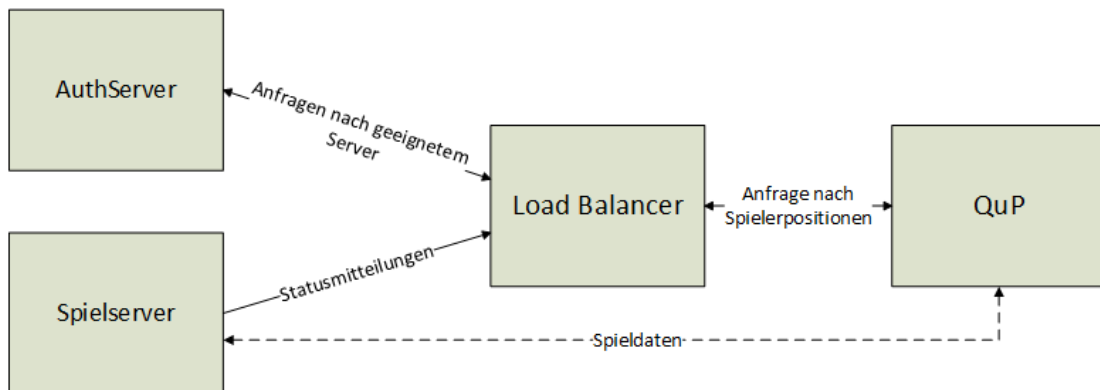 AuthServer
Anfragen nach geeignetem
Server
Load Balancer
Anfrage nach
Spielerpositionen
QuP
Spielserver
Statusmitteilungen
Spieldaten